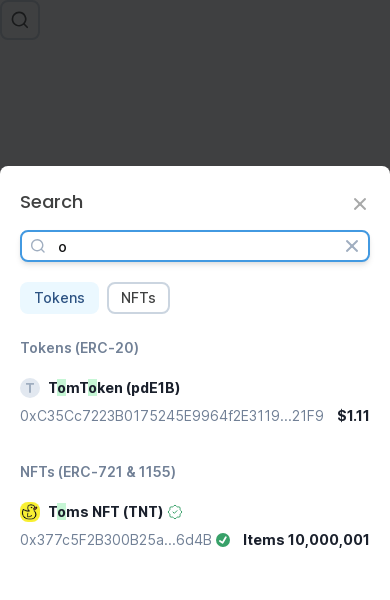 Search
o
Tokens NFTs
Tokens (ERC-20)
T TomToken (pdE1B)
0xC35Cc7223B0175245E9964f2E3119...21F9 $1.11
NFTs (ERC-721 & 1155)
Toms NFT (TNT)
0x377c5F2B300B25a...6d4B Items 10,000,001